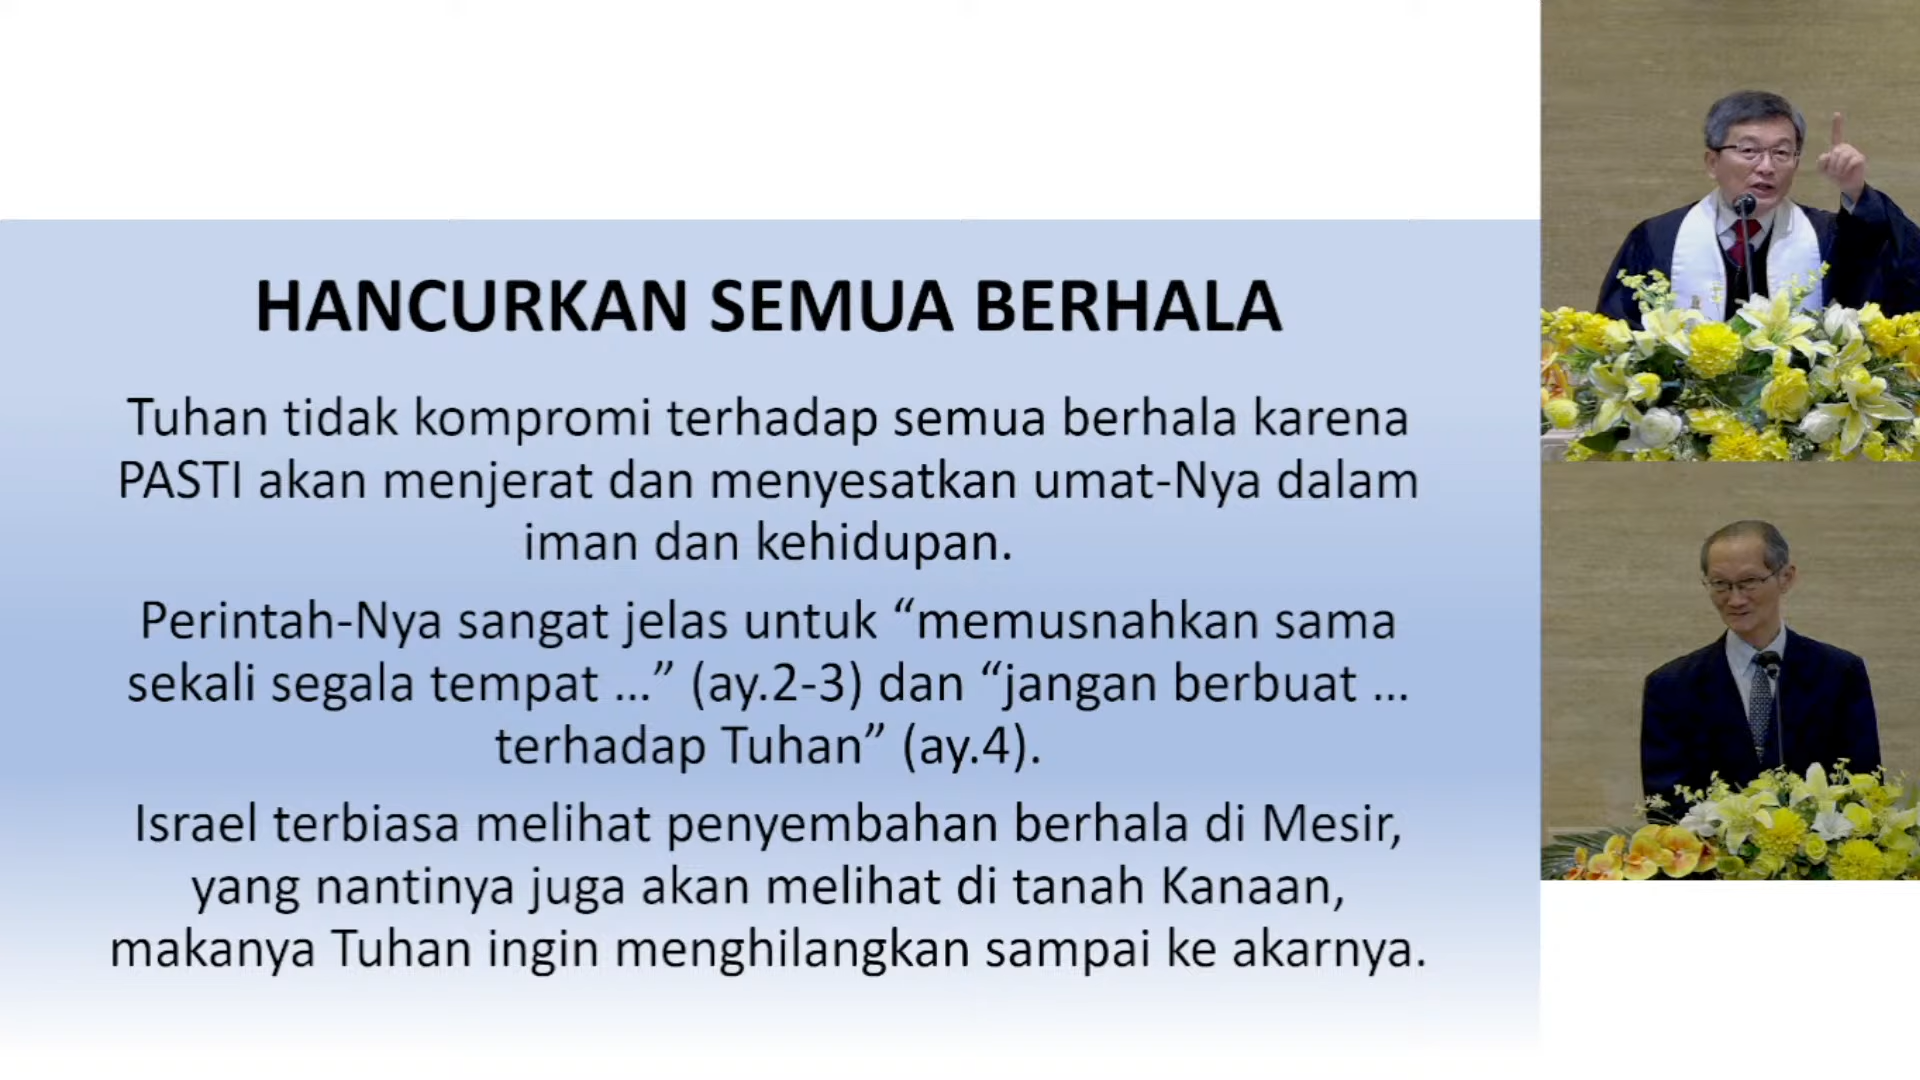 HANCURKAN SEMUA BERHALA
Tuhan tidak kompromi terhadap semua berhala karena
PASTI akan menjerat dan menyesatkan umat-Nya dalam
iman dan kehidupan.
Perintah-Nya sangat jelas untuk “memusnahkan sama
sekali segala tempat ...” (ay.2-3) dan “jangan berbuat ...
terhadap Tuhan” (ay.4).
Israel terbiasa melihat penyembahan berhala di Mesir,
yang nantinya juga akan melihat di tanah Kanaan,
makanya Tuhan ingin menghilangkan sampai ke akarnya.